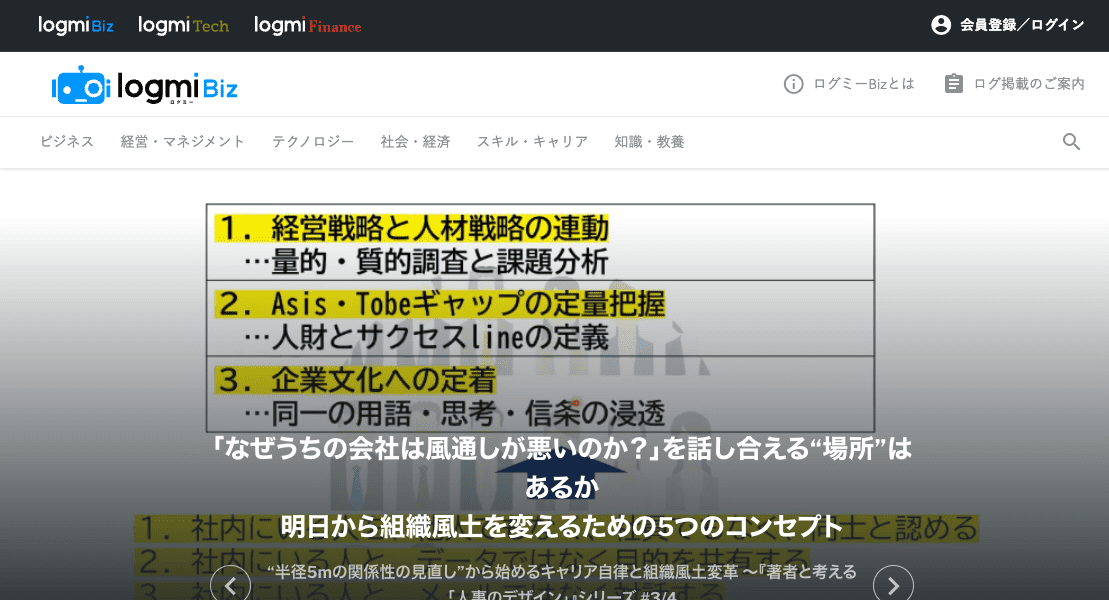 logmi Biz logmi Tech logmi Finance 会員登録／ログイン
logmi Biz
ログミー
ログミーBizとは ログ掲載のご案内
ビジネス 経営・マネジメント テクノロジー 社会・経済 スキル・キャリア 知識・教養
１．経営戦略と人材戦略の連動
…量的・質的調査と課題分析
２．Asis・Tobeギャップの定量把握
…人財とサクセスlineの定義
３．企業文化への定着
…同一の用語・思考・信条の浸透
「なぜうちの会社は風通しが悪いのか？」を話し合える“場所”は
あるか
明日から組織風土を変えるための5つのコンセプト
１．社内に
士と認める
２．社内にいる人と、データではなく目的を共有する
“半径5mの関係性の見直し”から始めるキャリア自律と組織風土変革 〜『著者と考える
「人事のデザイン」』シリーズ #3/4